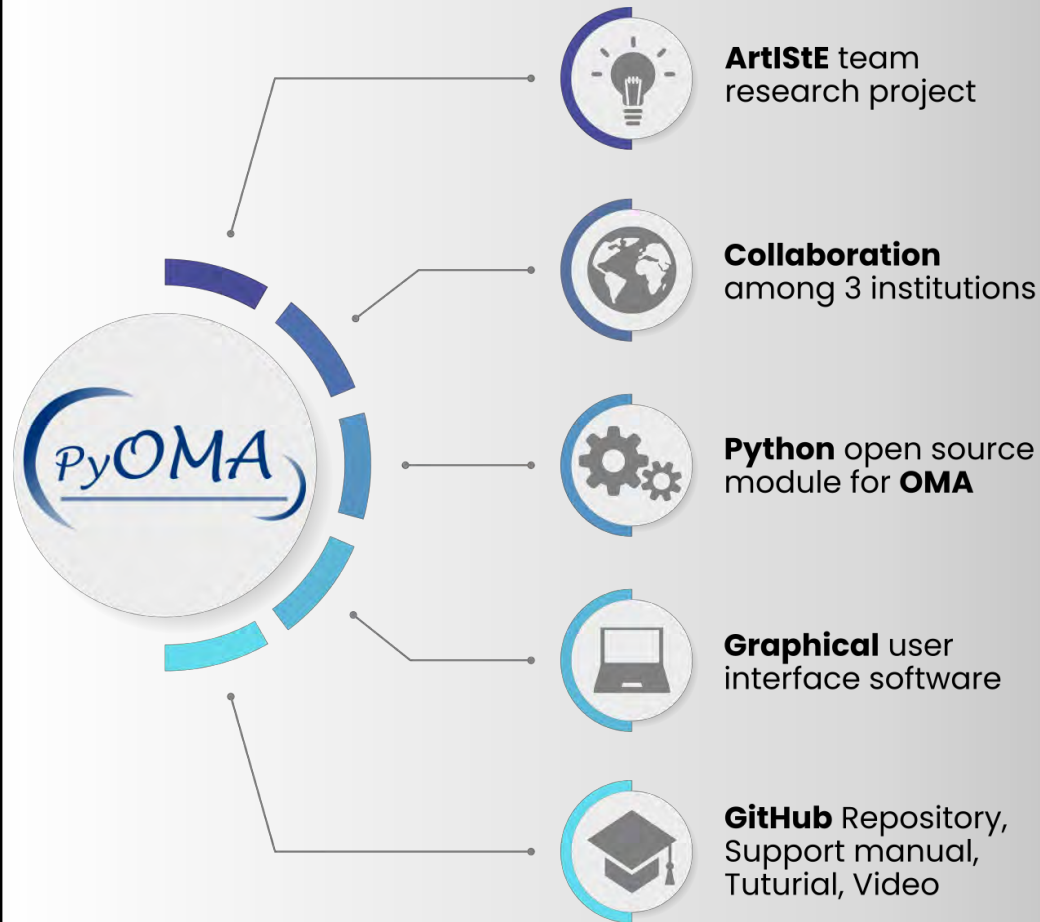 ArtIStE team
research project
Collaboration
among 3 institutions
PyOMA
Python open source
module for OMA
Graphical user
interface software
GitHub Repository,
Support manual,
Tuturial, Video